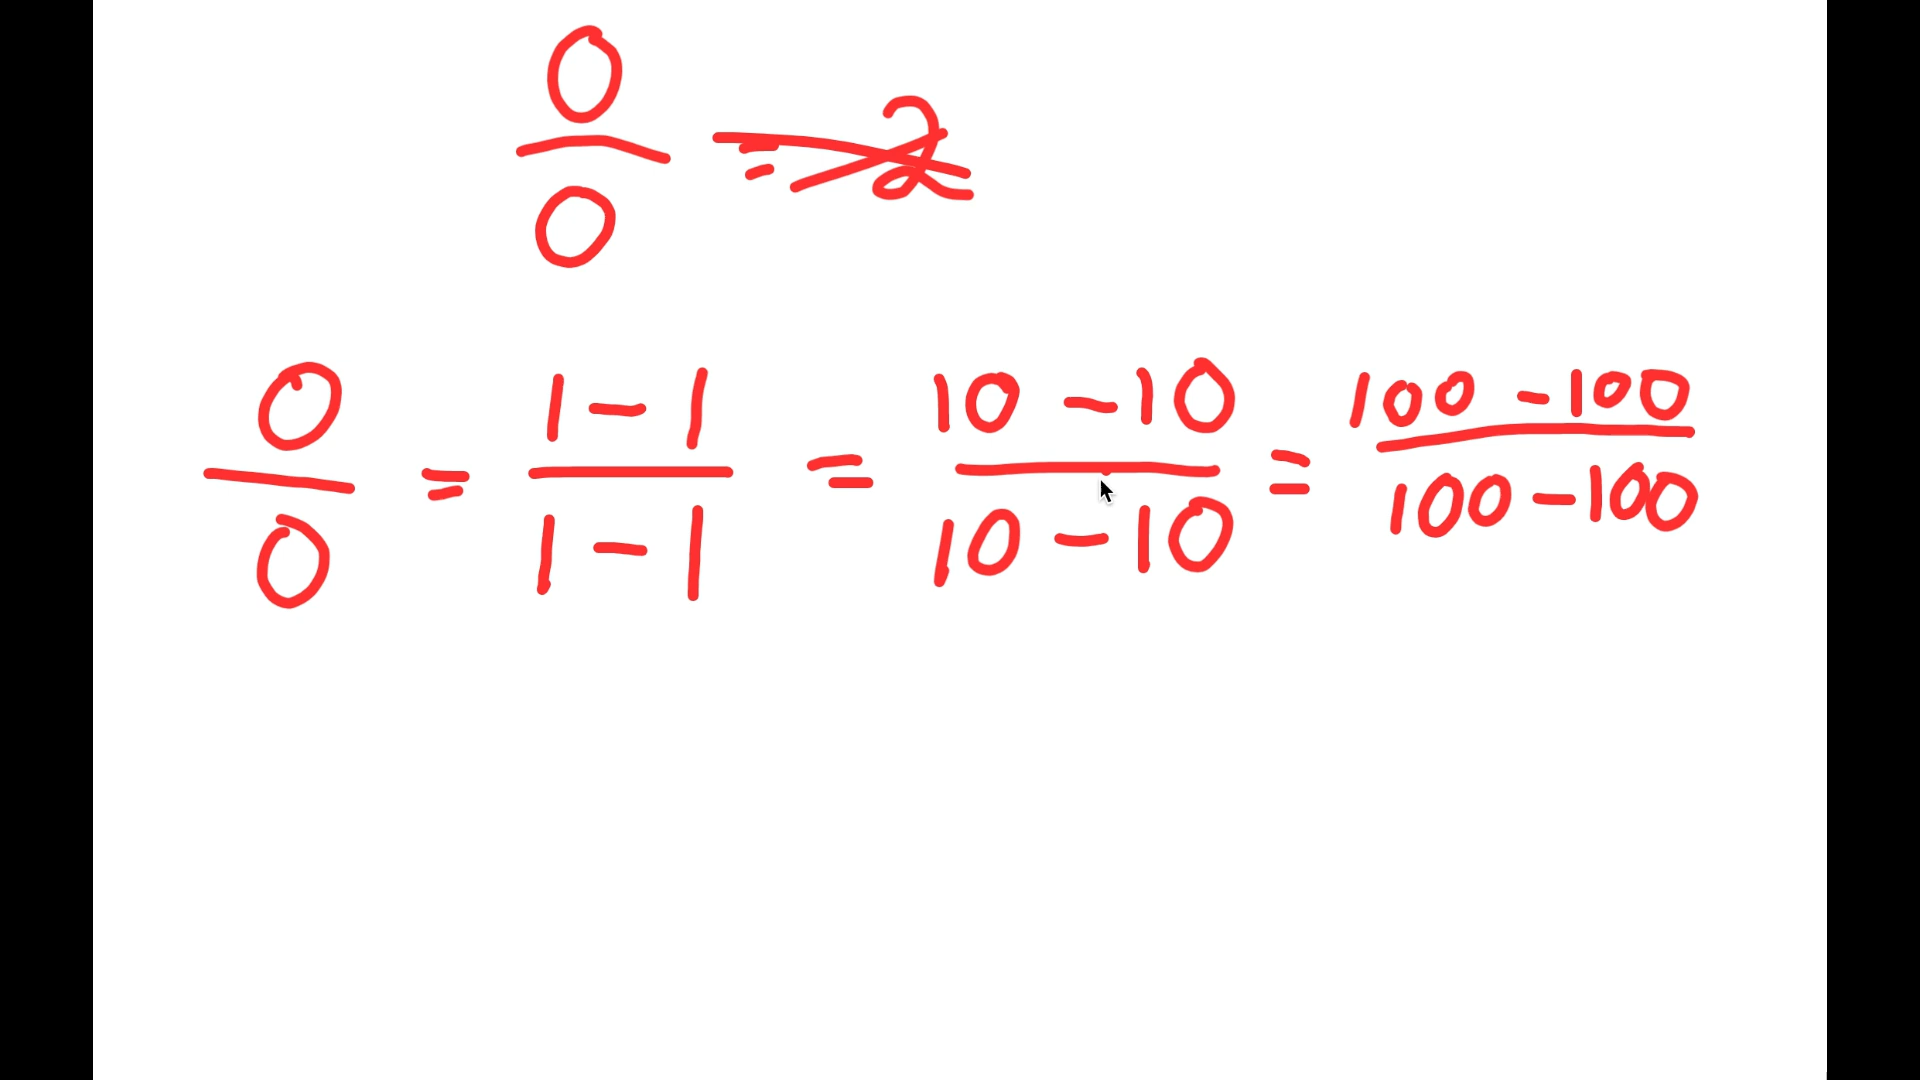 0/0 = 2
0/0 = 1-1/1-1 = 10-10/10-10 = 100-100/100-100